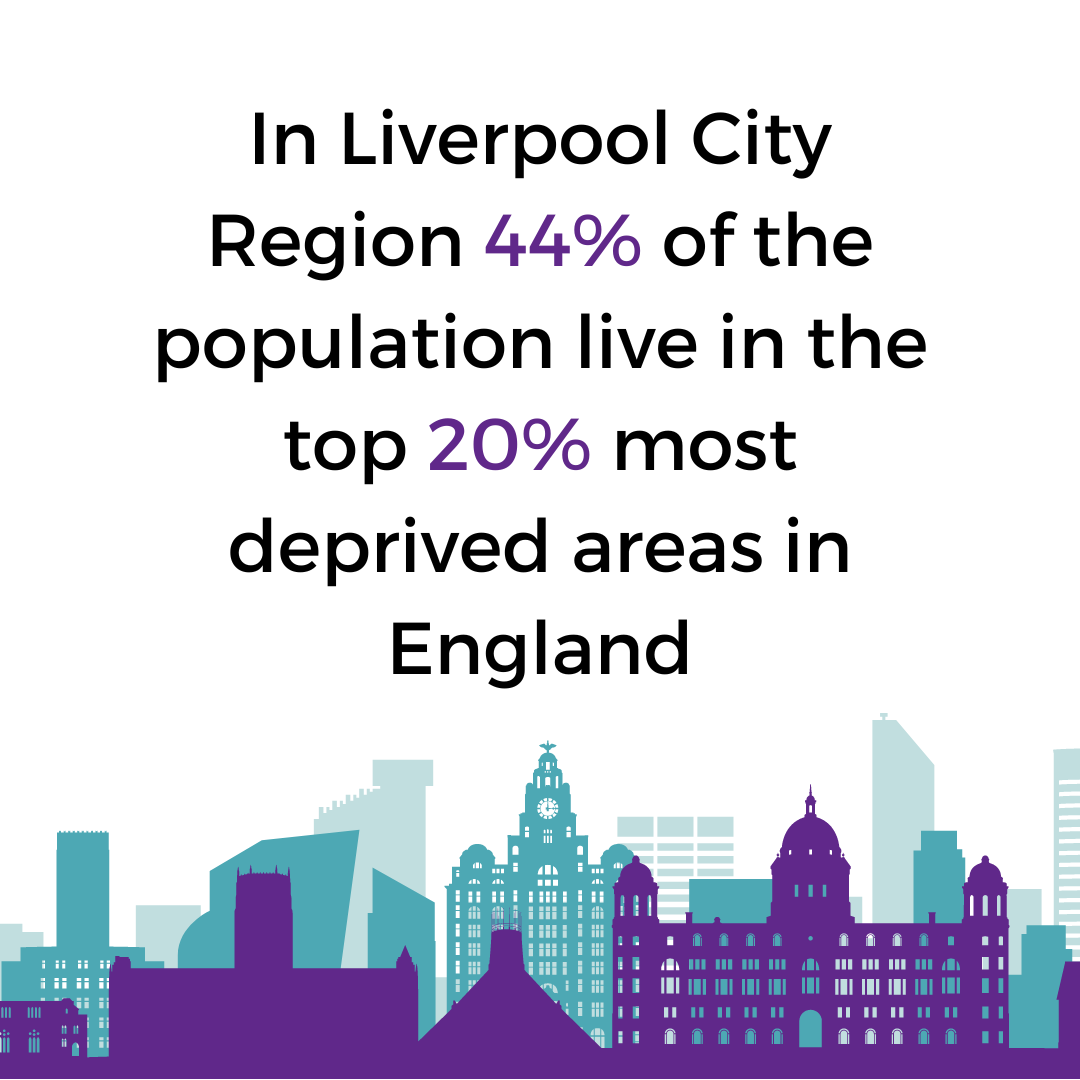 In Liverpool City
Region 44% of the
population live in the
top 20% most
deprived areas in
England